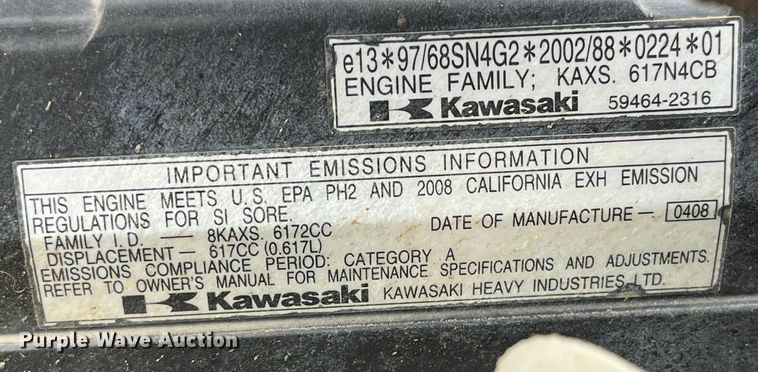 e13*97/68SN4G2*2002/88*0224*01
ENGINE FAMILY; KAXS. 617N4CB
Kawasaki 59464-2316
IMPORTANT EMISSIONS INFORMATION
THIS ENGINE MEETS U.S. EPA PH2 AND 2008 CALIFORNIA EXH EMISSION
REGULATIONS FOR SI SORE.
FAMILY I.D. — 8KAXS. 6172CC DATE OF MANUFACTURE — 0408
DISPLACEMENT — 617CC (0.617L)
EMISSIONS COMPLIANCE PERIOD: CATEGORY A
REFER TO OWNER'S MANUAL FOR MAINTENANCE SPECIFICATIONS AND ADJUSTMENTS.
Kawasaki KAWASAKI HEAVY INDUSTRIES LTD.
Purple Wave Auction